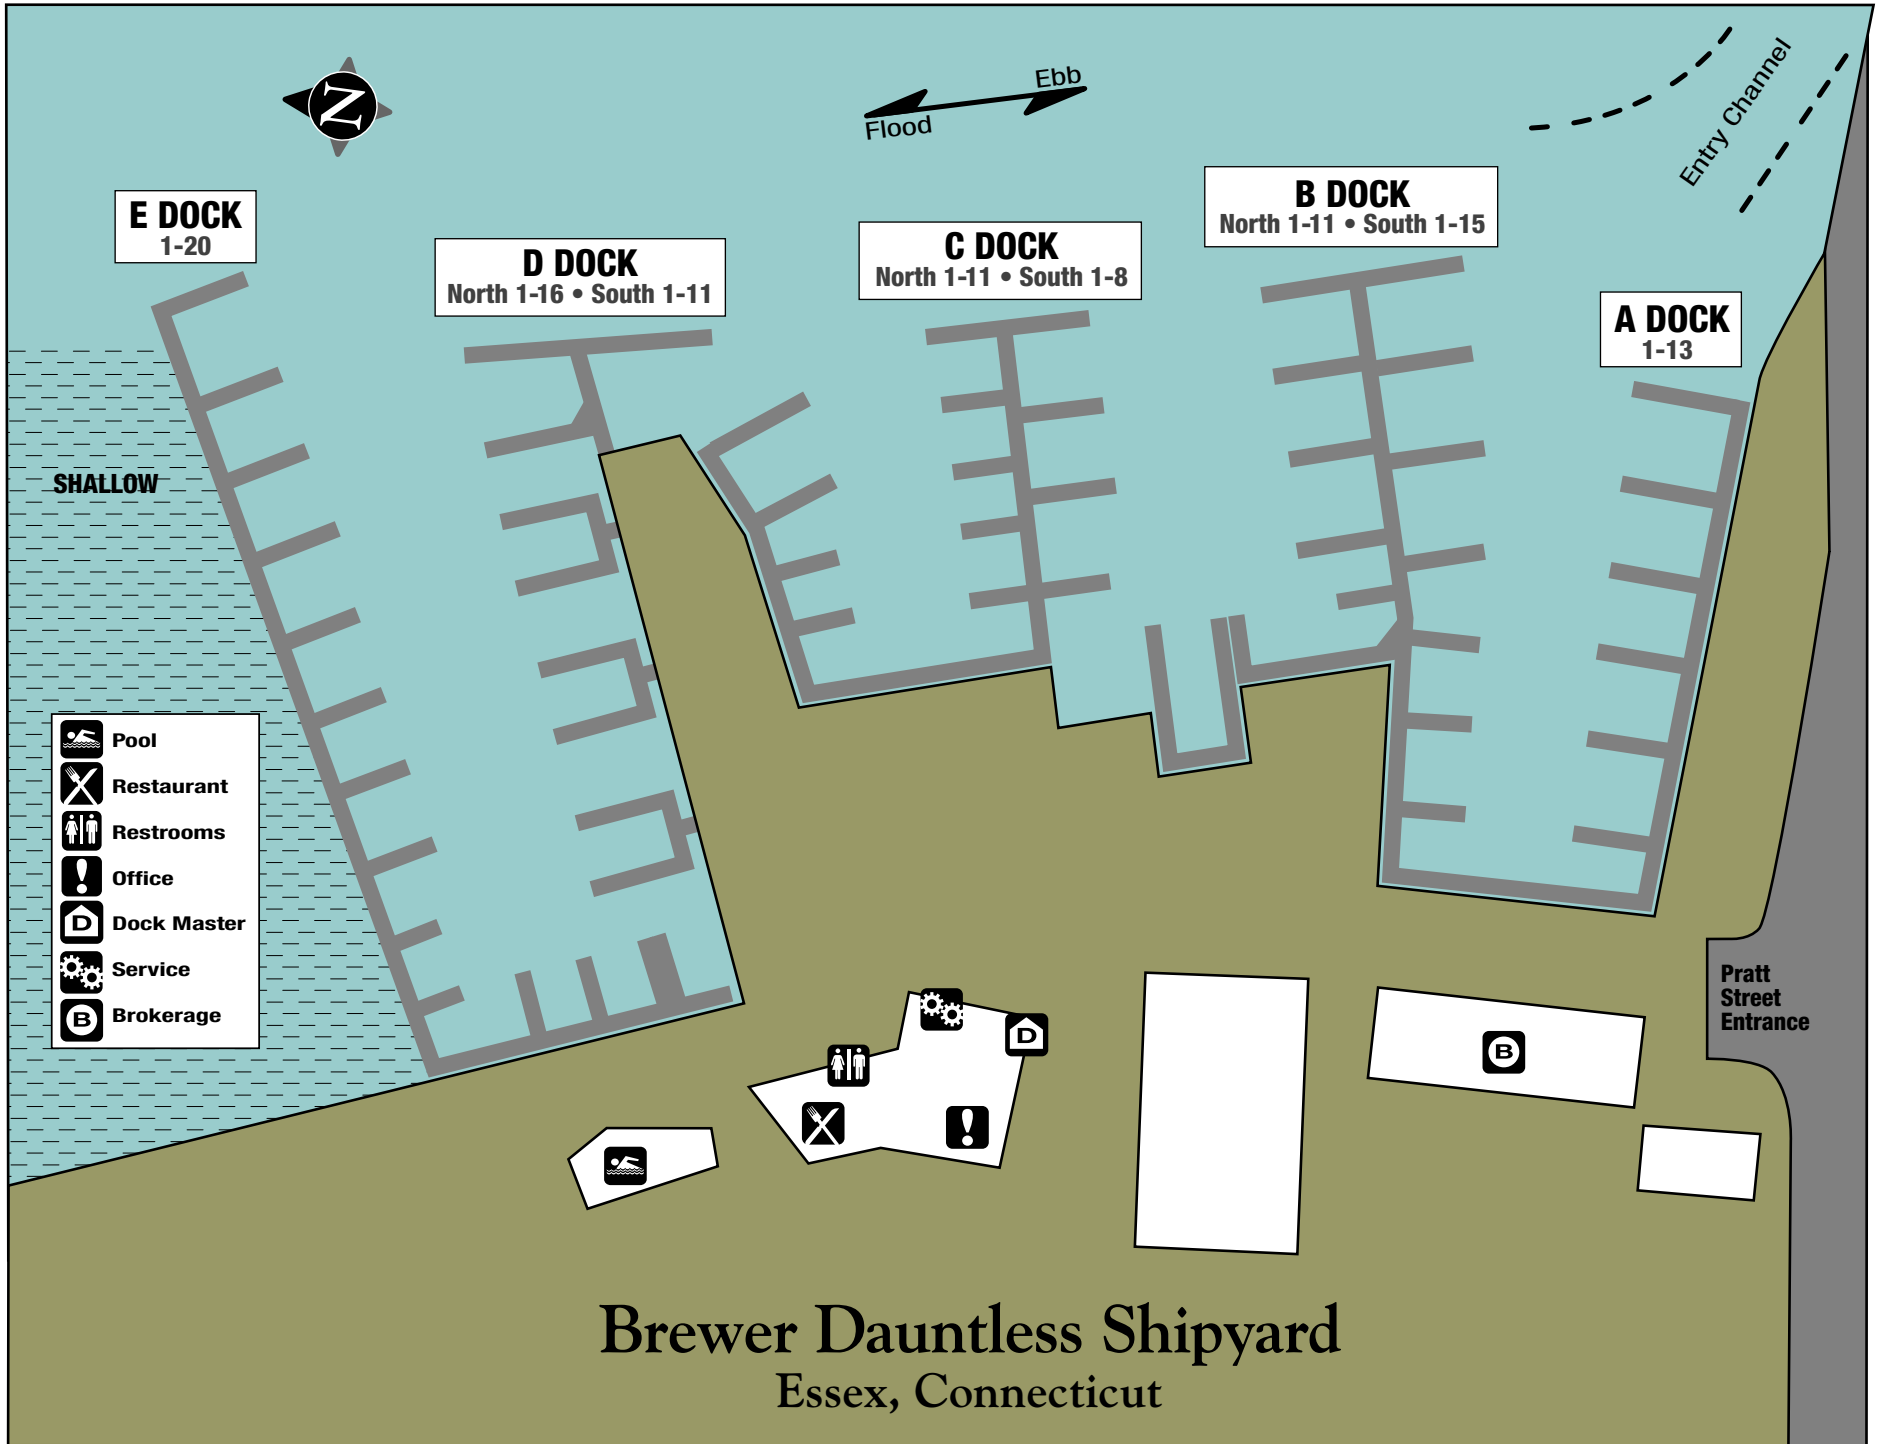 N
Ebb
Flood
Entry Channel
E DOCK
1-20
D DOCK
North 1-16 • South 1-11
C DOCK
North 1-11 • South 1-8
B DOCK
North 1-11 • South 1-15
A DOCK
1-13
SHALLOW
Pool
Restaurant
Restrooms
Office
D Dock Master
Service
B Brokerage
D
B
Pratt
Street
Entrance
Brewer Dauntless Shipyard
Essex, Connecticut